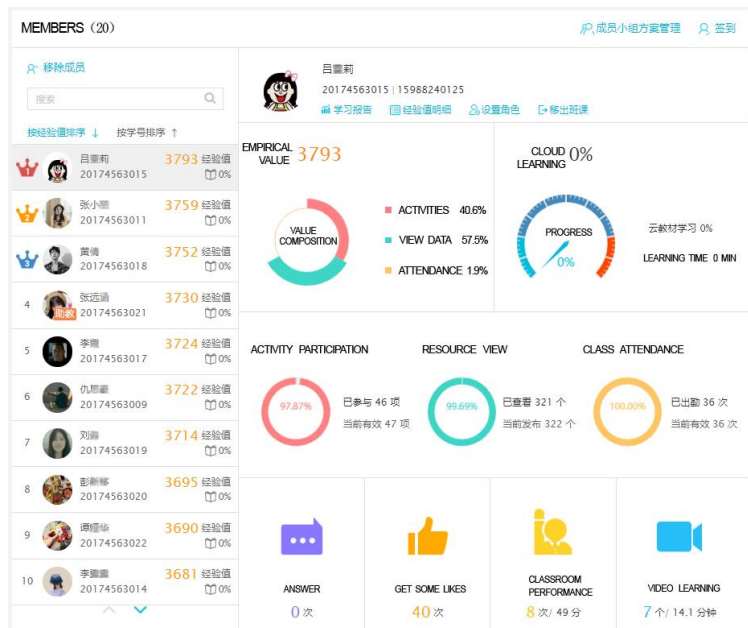 MEMBERS（20）
成员小组方案管理 签到
移除成员
搜索
按经验值排序 ↓ 按学号排序 ↑
1 吕 莉 3793 经验值
20174563015 0%
2 张小 3759 经验值
20174563011 0%
3 黄倩 3752 经验值
20174563018 0%
4 张远 3730 经验值
助教 20174563021 0%
5 李 3724 经验值
20174563017 0%
6 仇 3722 经验值
20174563009 0%
7 刘 3714 经验值
20174563019 0%
8 彭 3695 经验值
20174563020 0%
9 谭 华 3690 经验值
20174563022 0%
10 李 3681 经验值
20174563014 0%
吕 莉
20174563015 | 15988240125
学习报告 经验值明细 设置角色 移出班课
EMPIRICAL
VALUE 3793
VALUE
COMPOSITION
ACTIVITIES 40.6%
VIEW DATA 57.5%
ATTENDANCE 1.9%
CLOUD
LEARNING 0%
PROGRESS
0%
云教材学习 0%
LEARNING TIME 0 MIN
ACTIVITY PARTICIPATION
97.87%
已参与 46 项
当前有效 47 项
RESOURCE VIEW
99.69%
已查看 321 个
当前发布 322 个
CLASS ATTENDANCE
100.00%
已出勤 36 次
当前有效 36 次
ANSWER
0 次
GET SOME LIKES
40 次
CLASSROOM
PERFORMANCE
8 次/ 49 分
VIDEO LEARNING
7 个/ 14.1 分钟